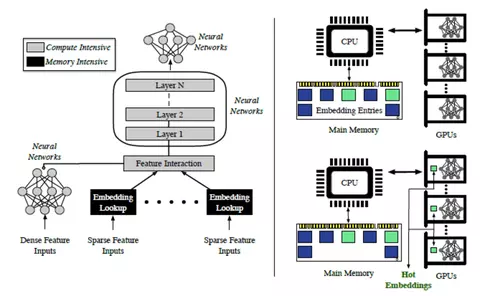 Compute Intensive
Memory Intensive
Neural
Networks
Layer N
Layer 2
Layer 1
Neural
Networks
Neural
Networks
Feature Interaction
Embedding
Lookup
Embedding
Lookup
Dense Feature
Inputs
Sparse Feature
Inputs
Sparse Feature
Inputs
CPU
Embedding Entries
Main Memory
GPUs
CPU
Main Memory
Hot
Embeddings
GPUs